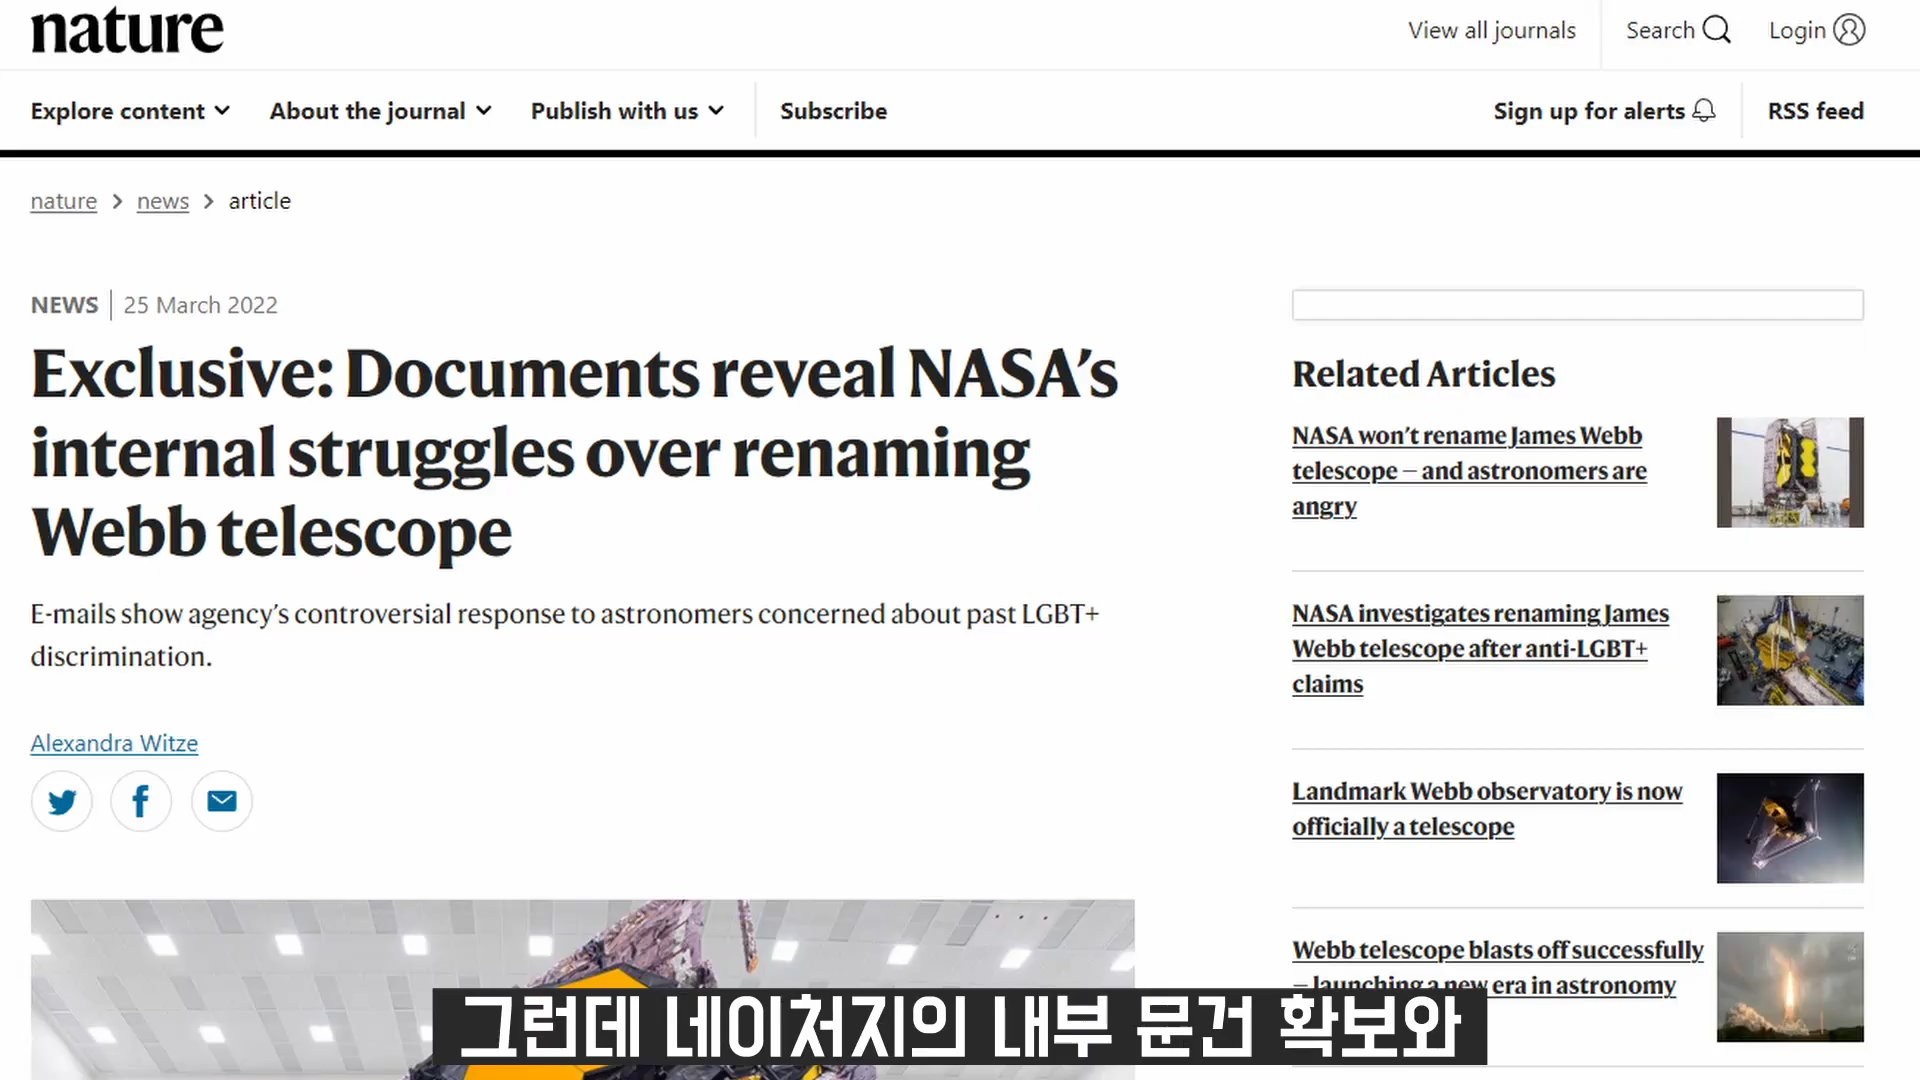 nature
View all journals
Search
Login
Explore content
About the journal
Publish with us
Subscribe
Sign up for alerts
RSS feed
nature > news > article
NEWS | 25 March 2022
Exclusive: Documents reveal NASA’s
internal struggles over renaming
Webb telescope
E-mails show agency’s controversial response to astronomers concerned about past LGBT+
discrimination.
Alexandra Witze
Related Articles
NASA won’t rename James Webb
telescope — and astronomers are
angry
NASA investigates renaming James
Webb telescope after anti-LGBT+
claims
Landmark Webb observatory is now
officially a telescope
Webb telescope blasts off successfully
— launching a new era in astronomy
그런데 네이처지의 내부 문건 확보와